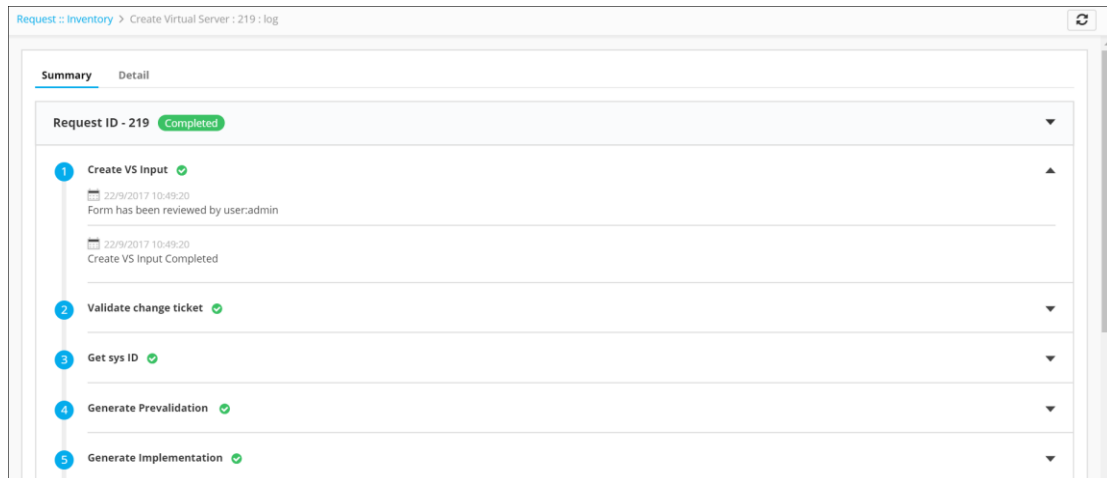 Request :: Inventory > Create Virtual Server : 219 : log
Summary Detail
Request ID - 219 Completed
1 Create VS Input
22/9/2017 10:49:20
Form has been reviewed by user:admin
22/9/2017 10:49:20
Create VS Input Completed
2 Validate change ticket
3 Get sys ID
4 Generate Prevalidation
5 Generate Implementation